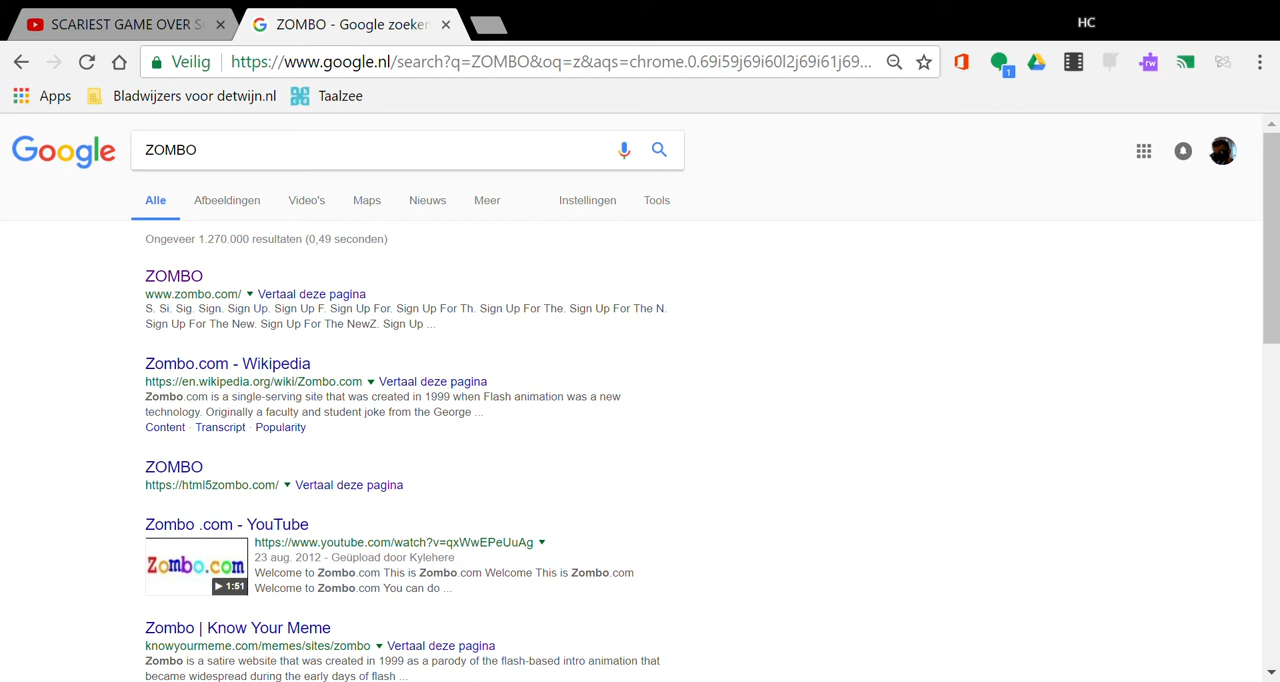 SCARIEST GAME OVER S
ZOMBO - Google zoeken
HC
Veilig https://www.google.nl/search?q=ZOMBO&oq=z&aqs=chrome.0.69i59j69i60l2j69i61j69...
1
rw
Apps Bladwijzers voor detwijn.nl Taalzee
Google ZOMBO
Alle Afbeeldingen Video's Maps Nieuws Meer Instellingen Tools
Ongeveer 1.270.000 resultaten (0,49 seconden)
ZOMBO
www.zombo.com/ Vertaal deze pagina
S. Si. Sig. Sign. Sign Up. Sign Up F. Sign Up For. Sign Up For Th. Sign Up For The. Sign Up For The N.
Sign Up For The New. Sign Up For The NewZ. Sign Up ...
Zombo.com - Wikipedia
https://en.wikipedia.org/wiki/Zombo.com Vertaal deze pagina
Zombo.com is a single-serving site that was created in 1999 when Flash animation was a new
technology. Originally a faculty and student joke from the George ...
Content · Transcript · Popularity
ZOMBO
https://html5zombo.com/ Vertaal deze pagina
Zombo .com - YouTube
https://www.youtube.com/watch?v=qxWwEPeUuAg
23 aug. 2012 - Geüpload door Kylehere
Zombo.com
1:51
Welcome to Zombo.com This is Zombo.com Welcome This is Zombo.com
Welcome to Zombo.com You can do ...
Zombo | Know Your Meme
knowyourmeme.com/memes/sites/zombo Vertaal deze pagina
Zombo is a satire website that was created in 1999 as a parody of the flash-based intro animation that
became widespread during the early days of flash ...